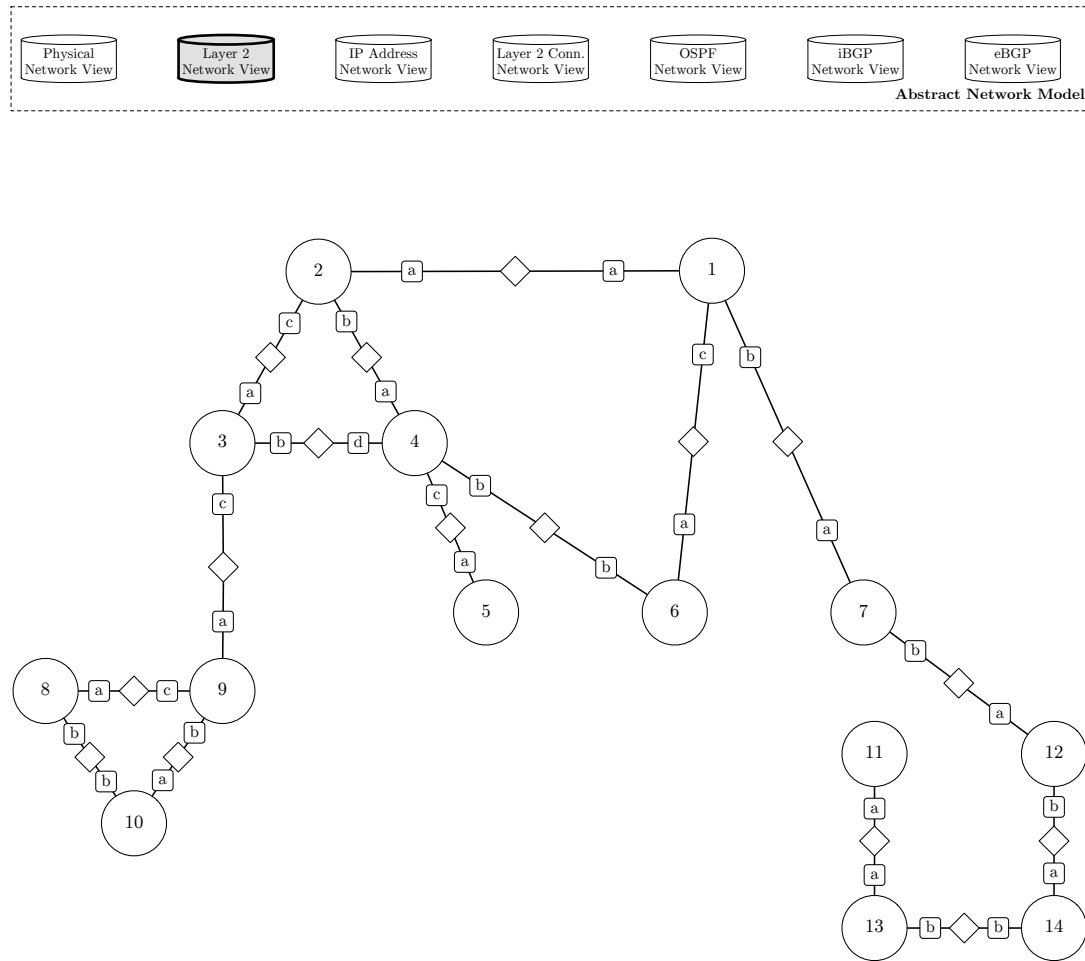 Physical
Network View
Layer 2
Network View
IP Address
Network View
Layer 2 Conn.
Network View
OSPF
Network View
iBGP
Network View
eBGP
Network View
Abstract Network Model
2
a
a
1
c
b
c
b
a
a
3
b
d
4
c
b
c
a
a
b
a
5
6
7
a
b
8
a
c
9
a
b
b
11
12
b
a
10
a
b
a
a
13
b
b
14